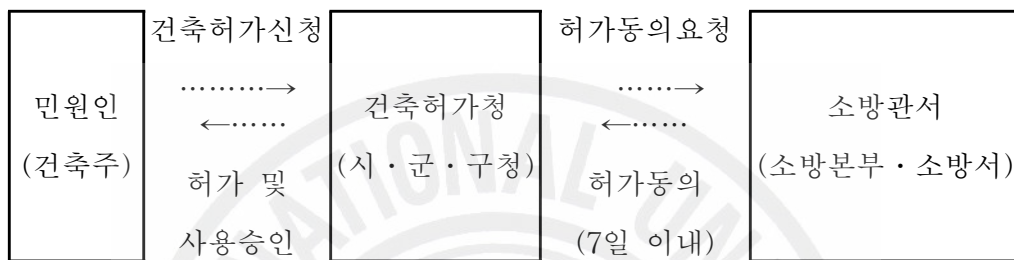 건축허가신청
허가동의요청
민원인
(건축주)
………→
←……
허가 및
사용승인
건축허가청
(시・군・구청)
……→
←……
허가동의
(7일 이내)
소방관서
(소방본부・소방서)
NATIONAL UN